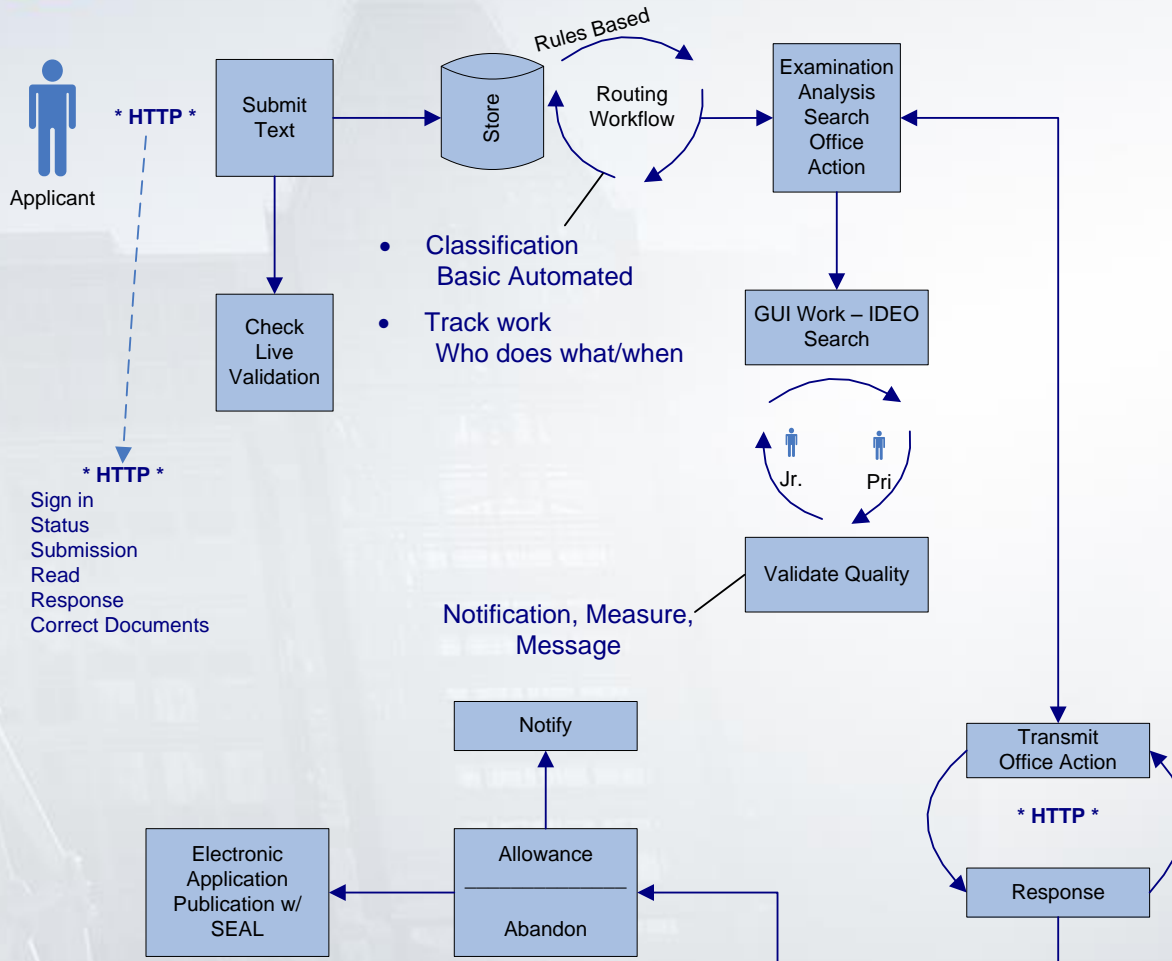 Rules Based
* HTTP *
Applicant
Submit
Text
Store
Routing
Workflow
Examination
Analysis
Search
Office
Action
• Classification
Basic Automated
• Track work
Who does what/when
Check
Live
Validation
GUI Work – IDEO
Search
Jr.
Pri
* HTTP *
Sign in
Status
Submission
Read
Response
Correct Documents
Validate Quality
Notification, Measure,
Message
Notify
Transmit
Office Action
* HTTP *
Response
Electronic
Application
Publication w/
SEAL
Allowance
Abandon